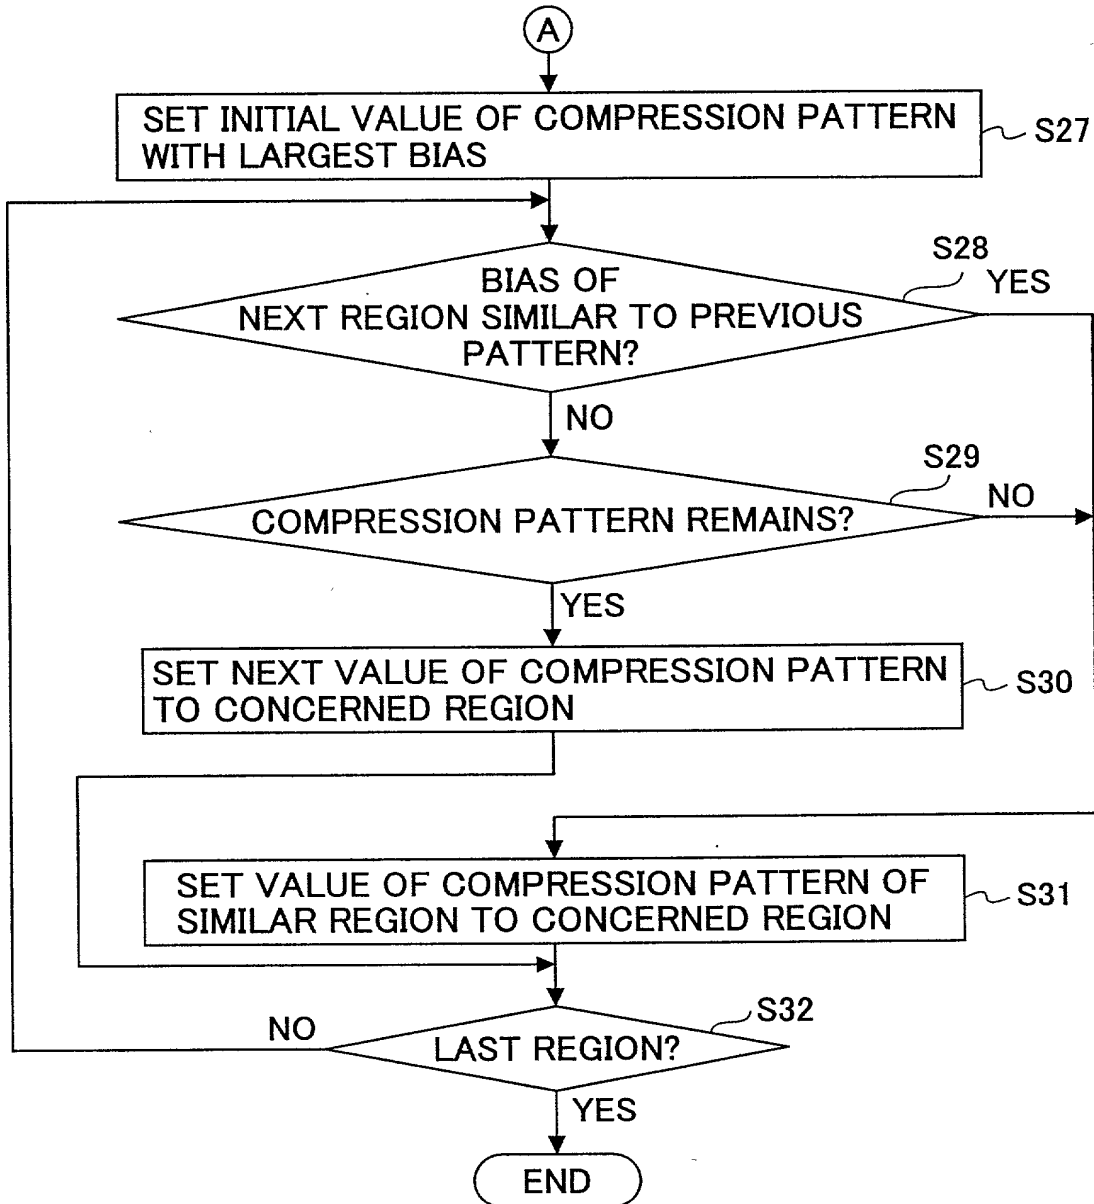 A
SET INITIAL VALUE OF COMPRESSION PATTERN
WITH LARGEST BIAS
S27
S28
YES
BIAS OF
NEXT REGION SIMILAR TO PREVIOUS
PATTERN?
NO
S29
NO
COMPRESSION PATTERN REMAINS?
YES
SET NEXT VALUE OF COMPRESSION PATTERN
TO CONCERNED REGION
S30
SET VALUE OF COMPRESSION PATTERN OF
SIMILAR REGION TO CONCERNED REGION
S31
S32
NO
LAST REGION?
YES
END